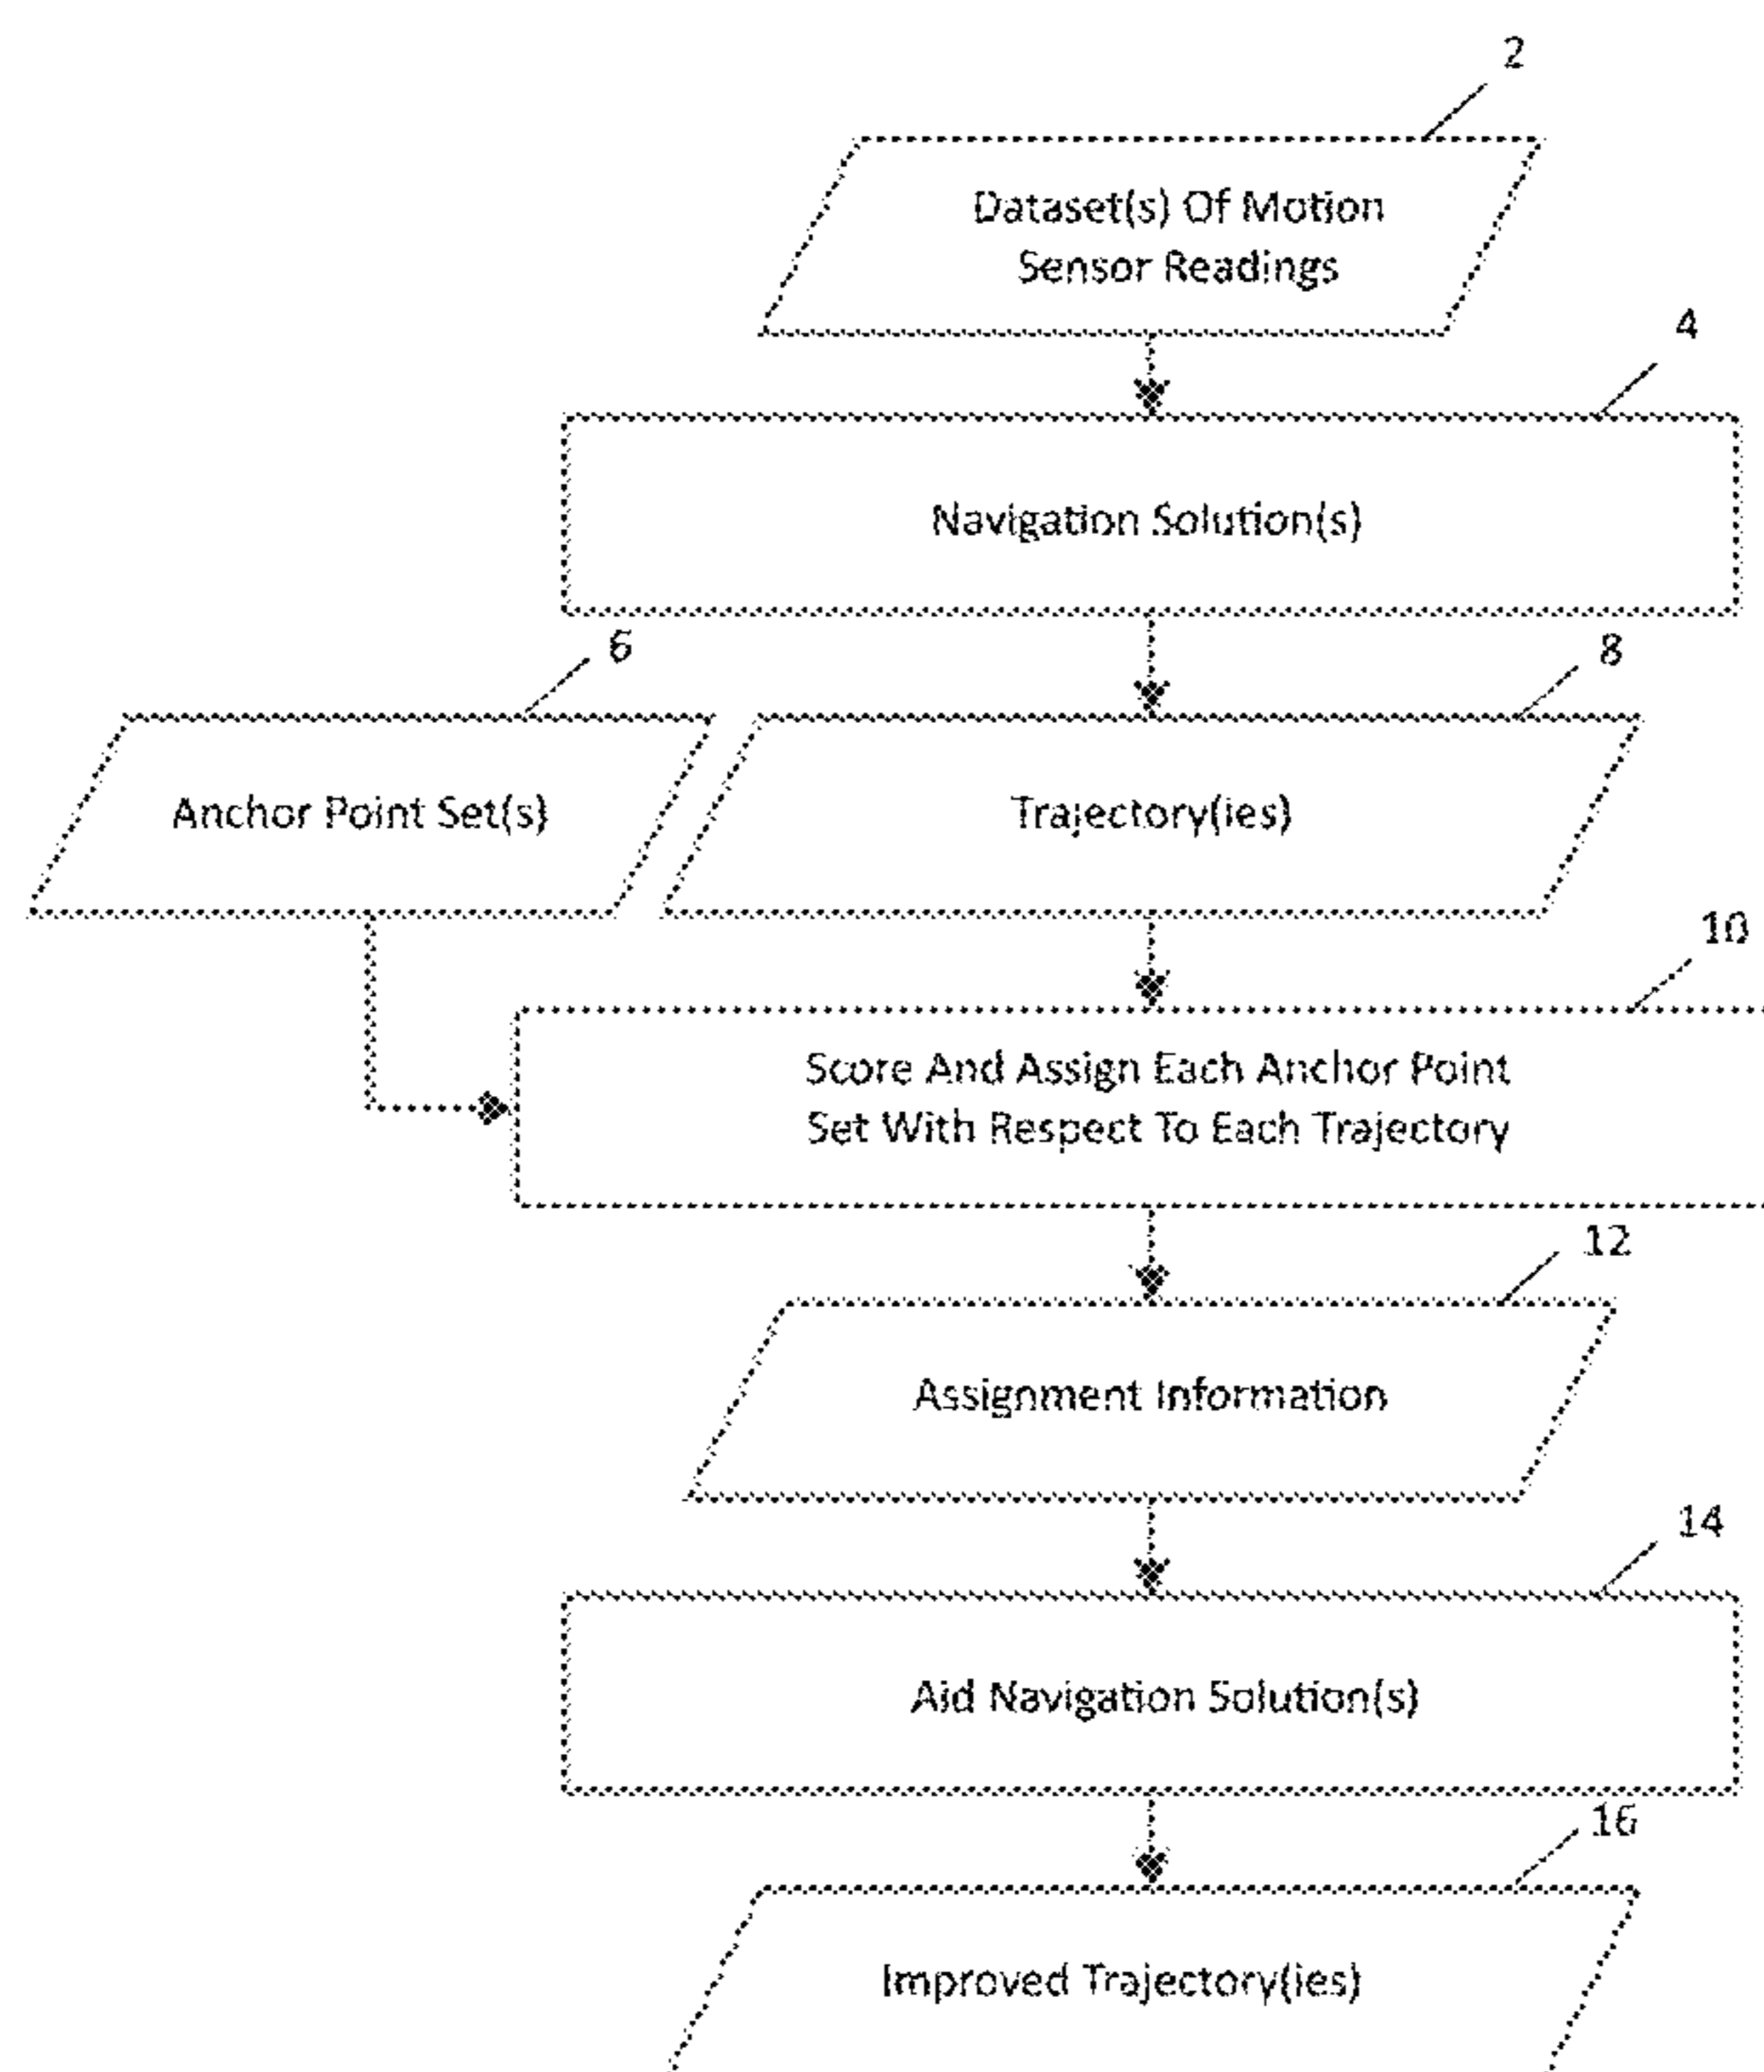 2
Dataset(s) Of Motion
Sensor Readings
4
Navigation Solution(s)
6
8
Anchor Point Set(s)
Trajectory(ies)
10
Score And Assign Each Anchor Point
Set With Respect To Each Trajectory
12
Assignment Information
14
Aid Navigation Solution(s)
16
Improved Trajectory(ies)